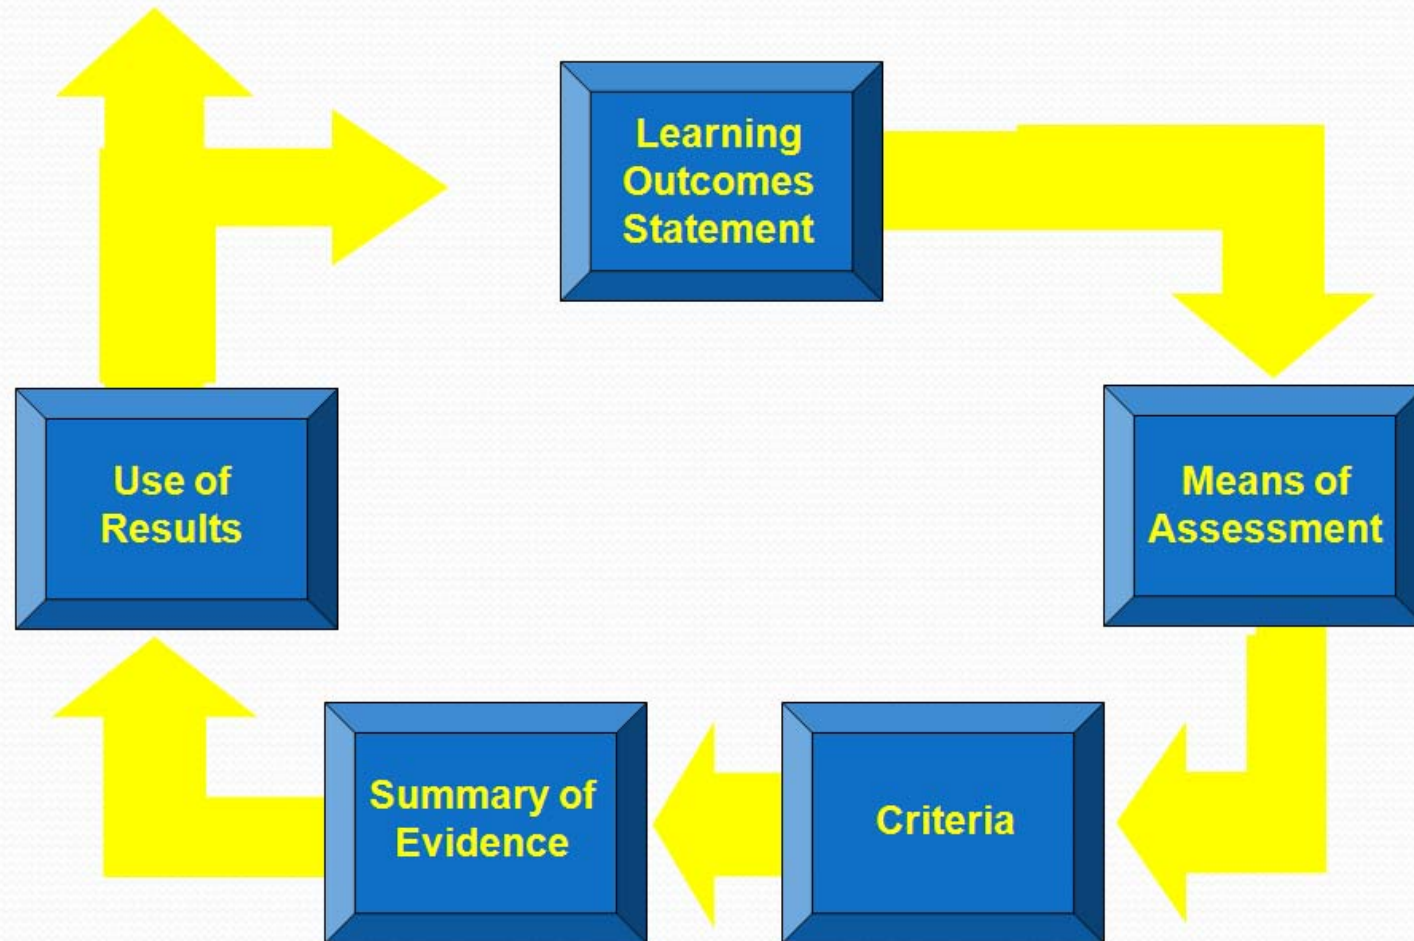 Learning
Outcomes
Statement
Use of
Results
Means of
Assessment
Summary of
Evidence
Criteria